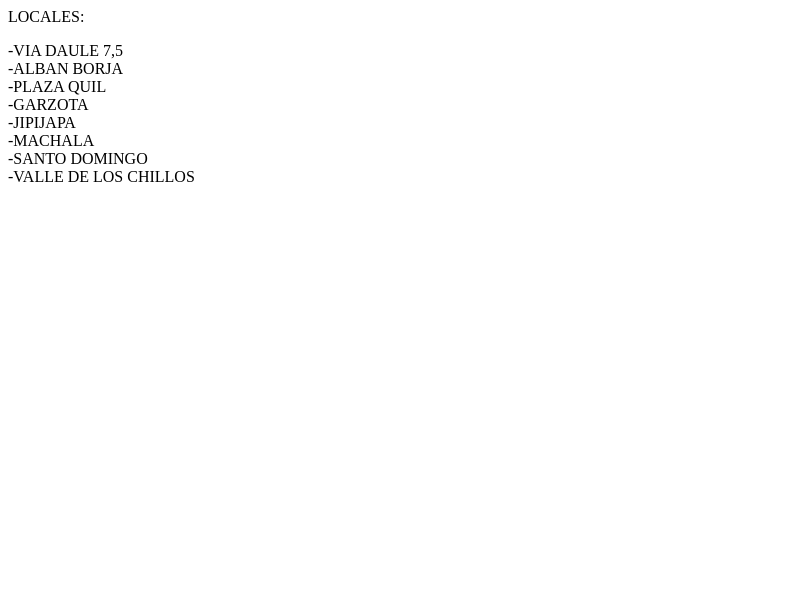 LOCALES:
-VIA DAULE 7,5
-ALBAN BORJA
-PLAZA QUIL
-GARZOTA
-JIPIJAPA
-MACHALA
-SANTO DOMINGO
-VALLE DE LOS CHILLOS